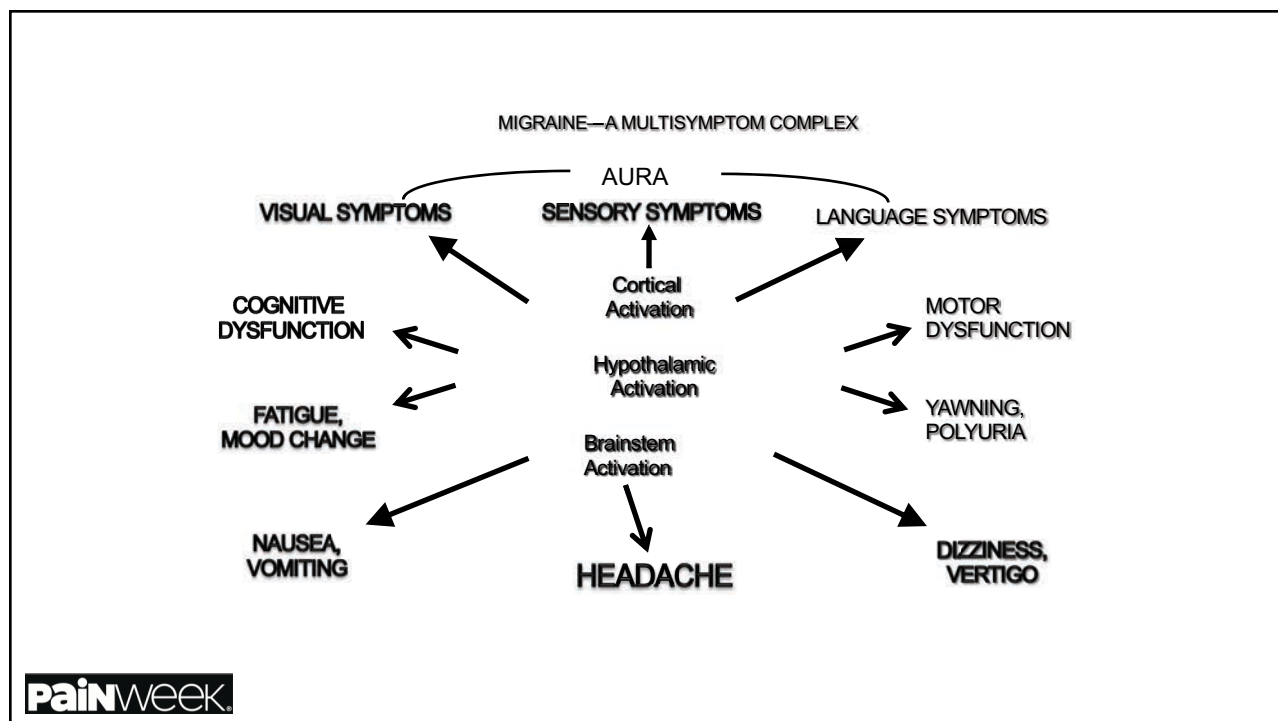 MIGRAINE—A MULTISYMPTOM COMPLEX
AURA
VISUAL SYMPTOMS
SENSORY SYMPTOMS
LANGUAGE SYMPTOMS
Cortical
Activation
COGNITIVE
DYSFUNCTION
MOTOR
DYSFUNCTION
Hypothalamic
Activation
FATIGUE,
MOOD CHANGE
YAWNING,
POLYURIA
Brainstem
Activation
NAUSEA,
VOMITING
HEADACHE
DIZZINESS,
VERTIGO
PaiNWeeK.